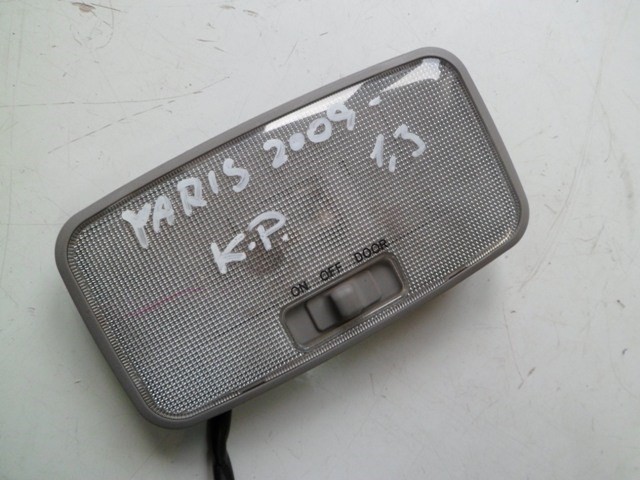 YARIS 2009-
1,3
K.P.
ON OFF DOOR